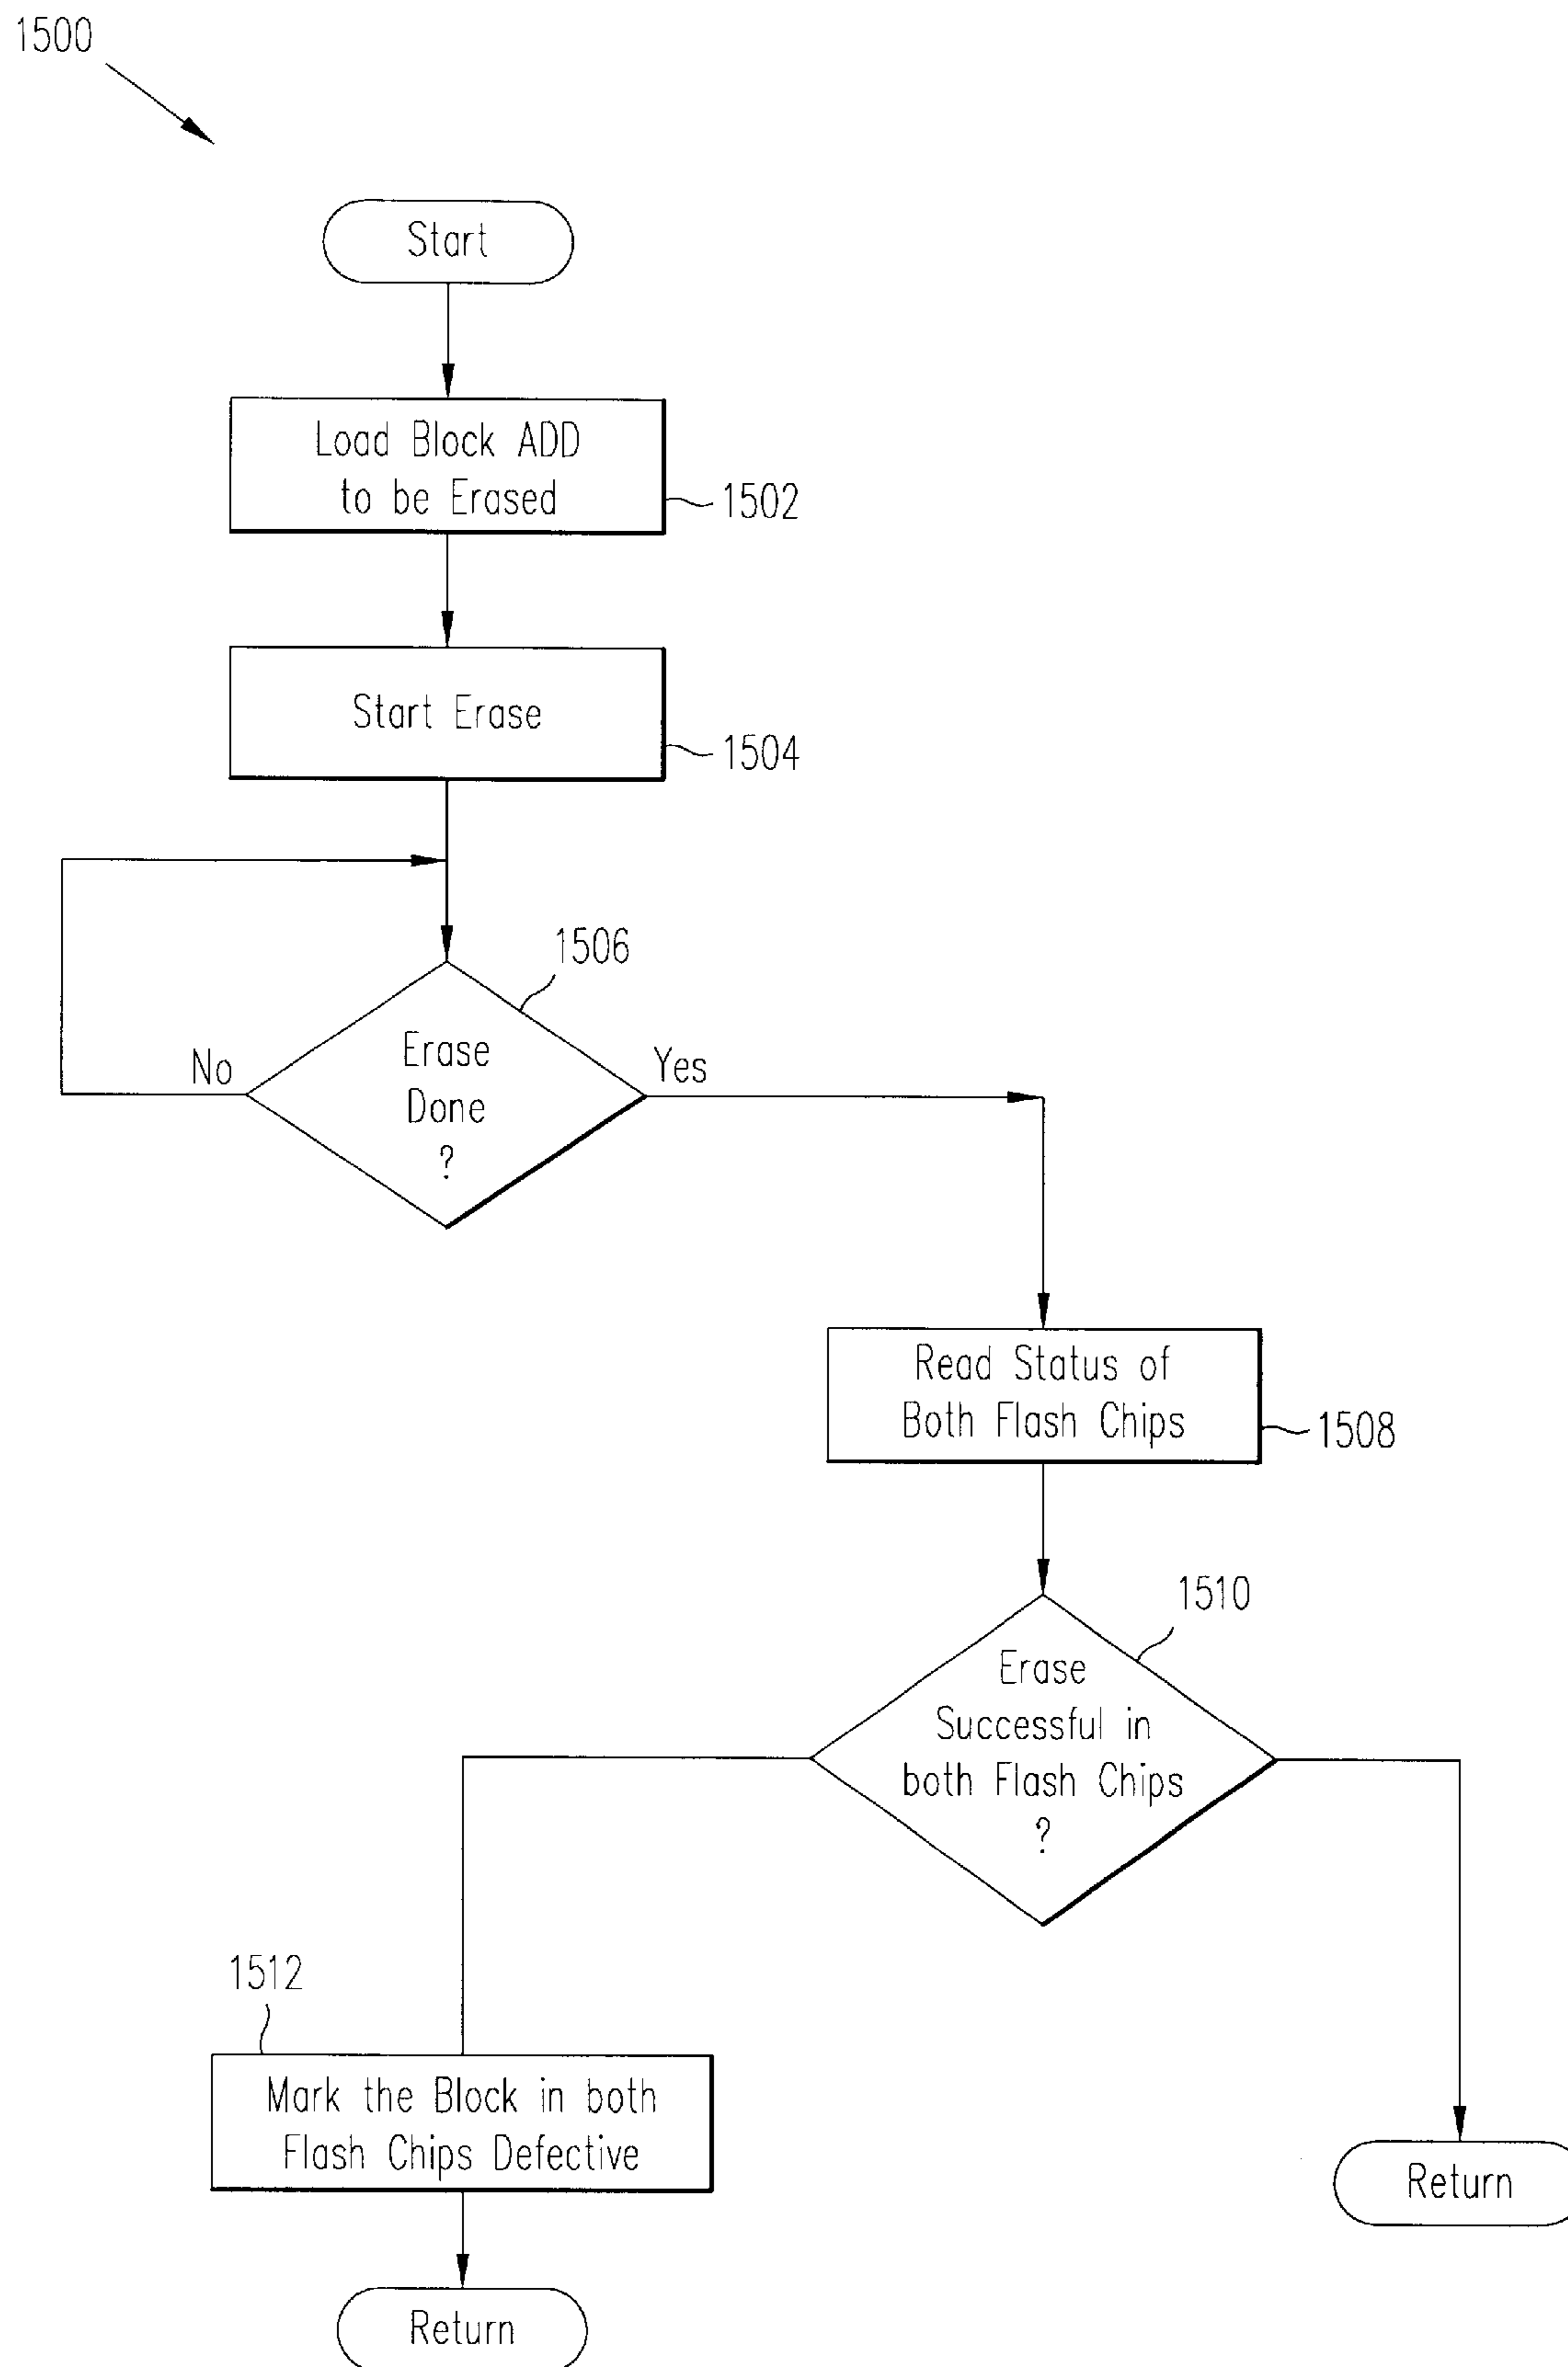 1500
Start
Load Block ADD
to be Erased
1502
Start Erase
1504
1506
Erase
Done
?
No
Yes
Read Status of
Both Flash Chips
1508
1510
Erase
Successful in
both Flash Chips
?
1512
Mark the Block in both
Flash Chips Defective
Return
Return